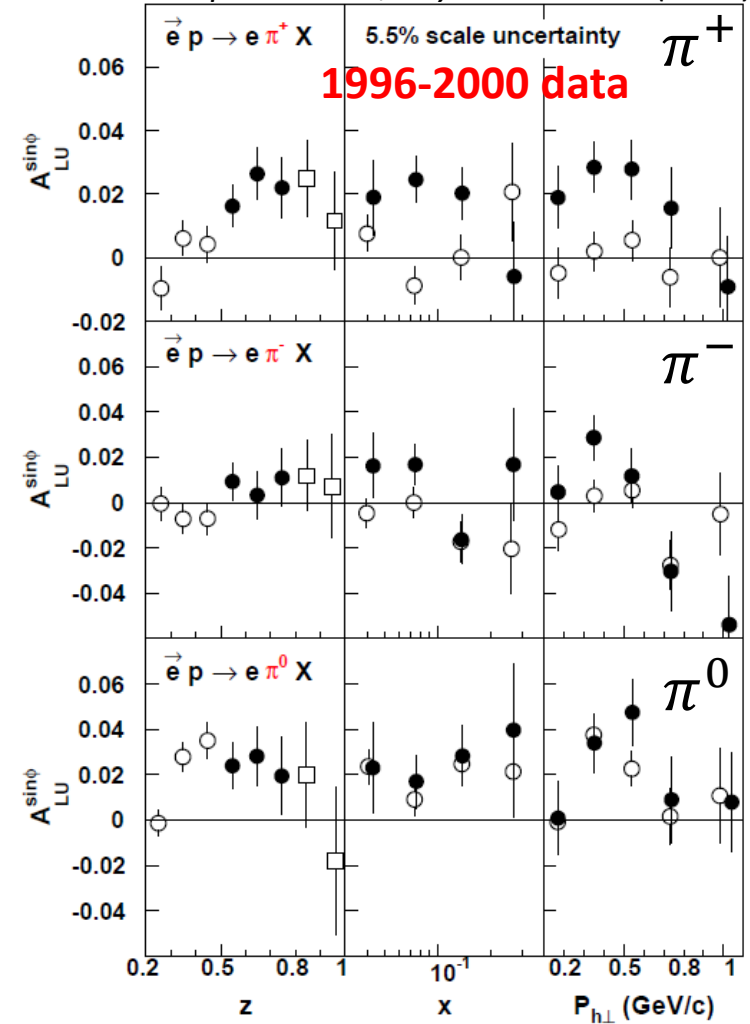 e⃗ p → e π⁺ X
5.5% scale uncertainty
π⁺
1996-2000 data
A_LU^sinϕ
0.06
0.04
0.02
0
-0.02
e⃗ p → e π⁻ X
π⁻
A_LU^sinϕ
0.06
0.04
0.02
0
-0.02
-0.04
e⃗ p → e π⁰ X
π⁰
A_LU^sinϕ
0.06
0.04
0.02
0
-0.02
-0.04
0.2 0.5 0.8 1
10⁻¹
0.2 0.5 0.8 1
z
x
P_h⊥ (GeV/c)